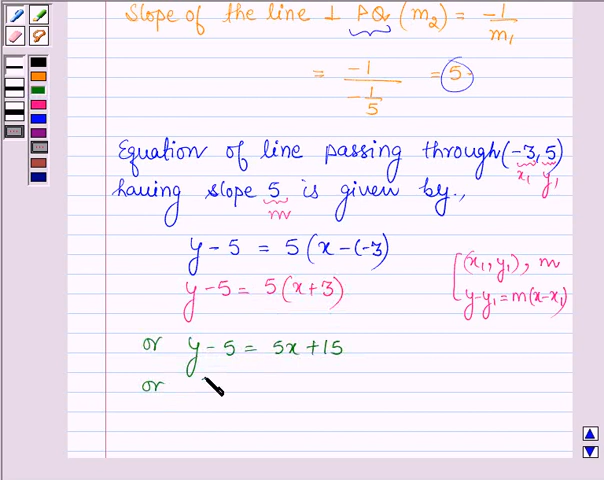 Slope of the line ⊥ PQ (m₂) = -1/m₁
= -1/(-1/5) = 5
Equation of line passing through (-3, 5)
x₁ y₁
having slope 5 is given by.,
m
y - 5 = 5(x-(-3)
(x₁, y₁), m
y - 5 = 5(x+3)
y-y₁ = m(x-x₁)
or y - 5 = 5x + 15
or